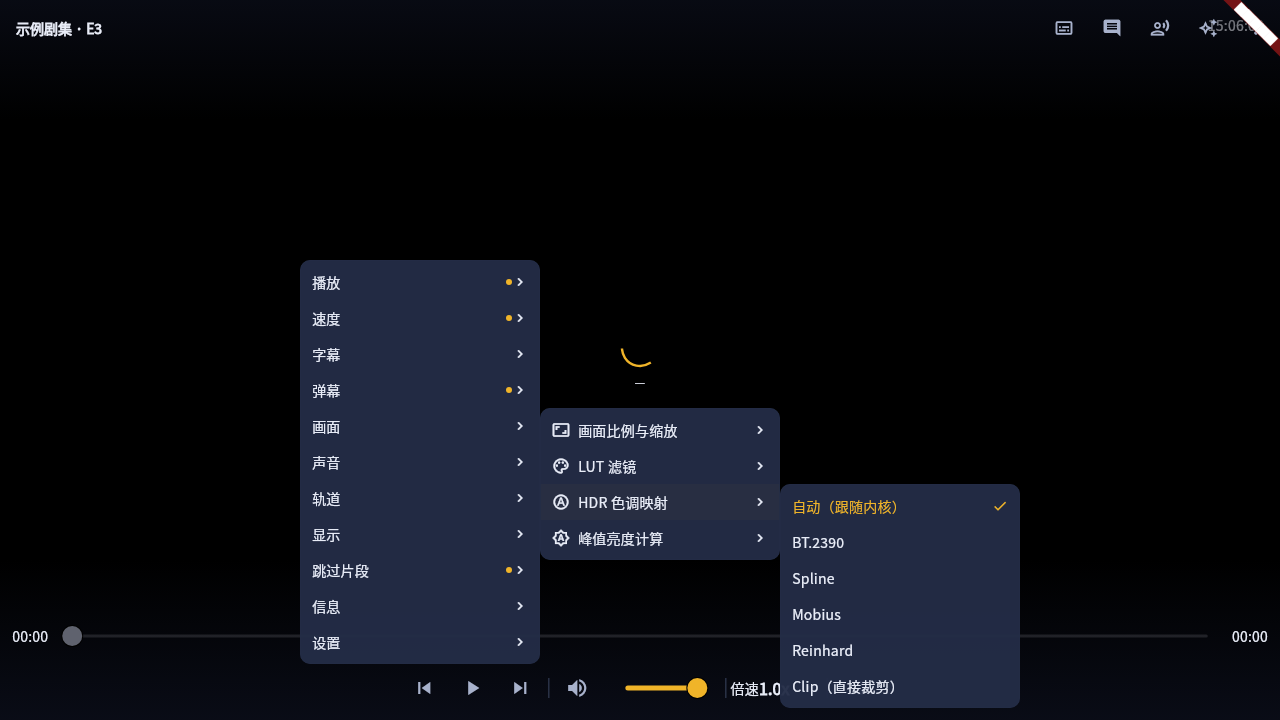 示例剧集 · E3
播放
速度
字幕
弹幕
画面
声音
轨道
显示
跳过片段
信息
设置
画面比例与缩放
LUT 滤镜
HDR 色调映射
峰值亮度计算
自动（跟随内核）
BT.2390
Spline
Mobius
Reinhard
Clip（直接裁剪）
00:00
00:00
倍速1.0